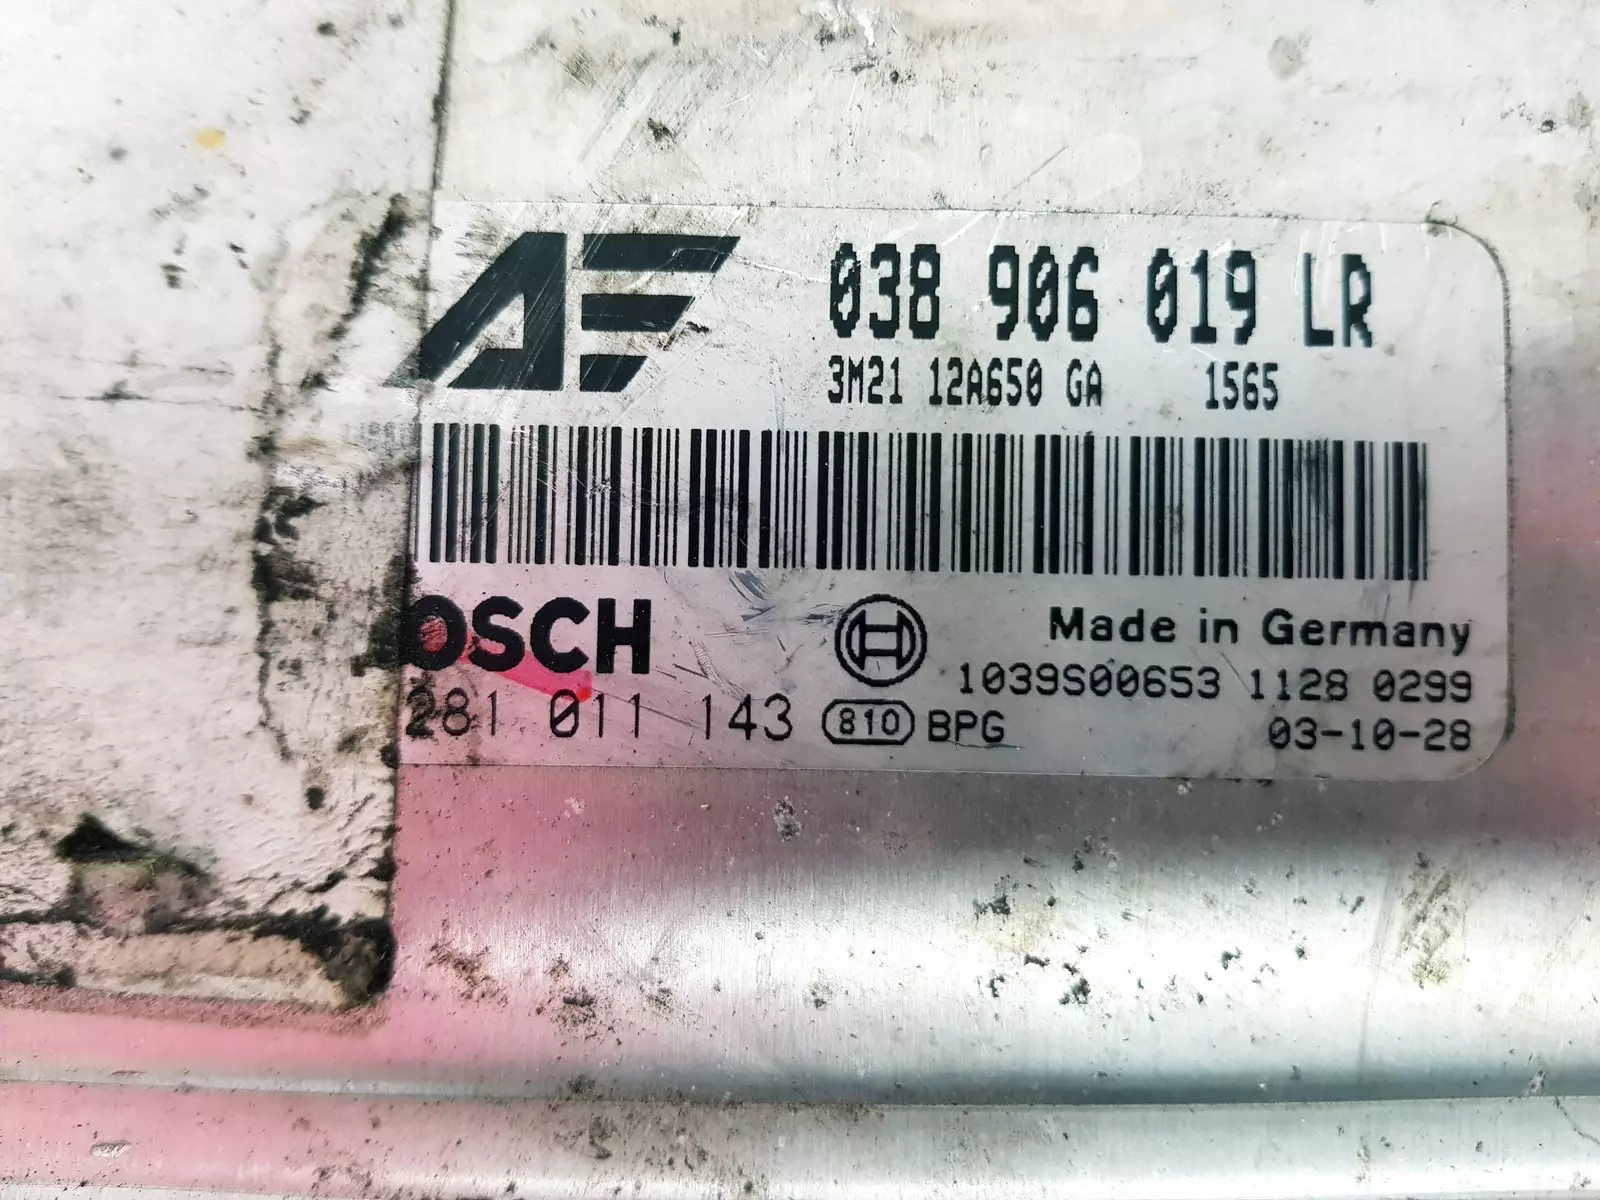 AE
038 906 019 LR
3M21 12A650 GA 1565
OSCH
Made in Germany
1039S00653 1128 0299
281 011 143 810 BPG 03-10-28